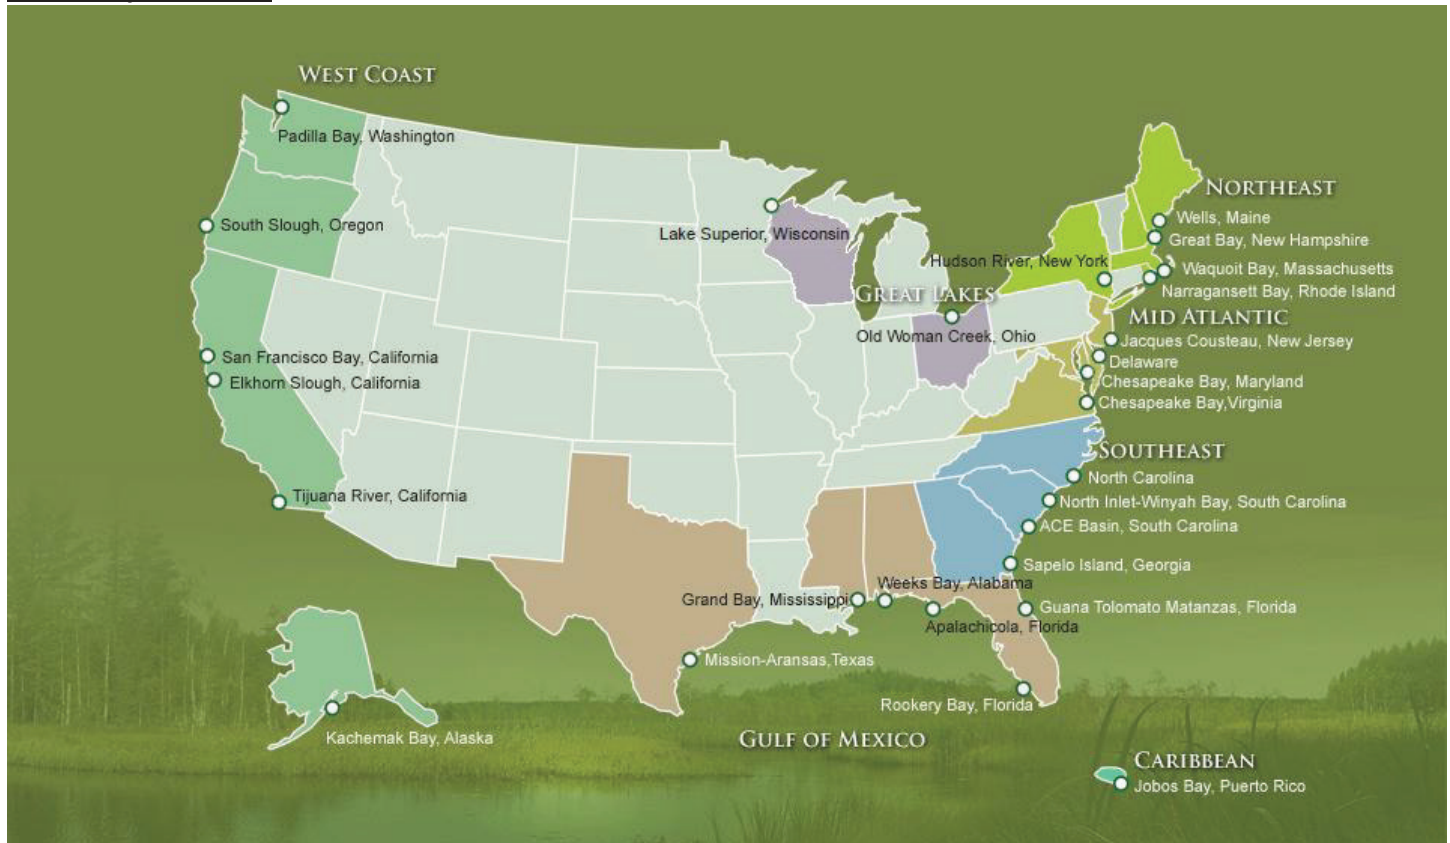 WEST COAST
Padilla Bay, Washington
South Slough, Oregon
San Francisco Bay, California
Elkhorn Slough, California
Tijuana River, California
Kachemak Bay, Alaska
Lake Superior, Wisconsin
GREAT LAKES
Old Woman Creek, Ohio
NORTHEAST
Wells, Maine
Great Bay, New Hampshire
Hudson River, New York
Waquoit Bay, Massachusetts
Narragansett Bay, Rhode Island
MID ATLANTIC
Jacques Cousteau, New Jersey
Delaware
Chesapeake Bay, Maryland
Chesapeake Bay,Virginia
SOUTHEAST
North Carolina
North Inlet-Winyah Bay, South Carolina
ACE Basin, South Carolina
Sapelo Island, Georgia
Guana Tolomato Matanzas, Florida
Weeks Bay, Alabama
Grand Bay, Mississippi
Apalachicola, Florida
Mission-Aransas,Texas
Rookery Bay, Florida
GULF OF MEXICO
CARIBBEAN
Jobos Bay, Puerto Rico